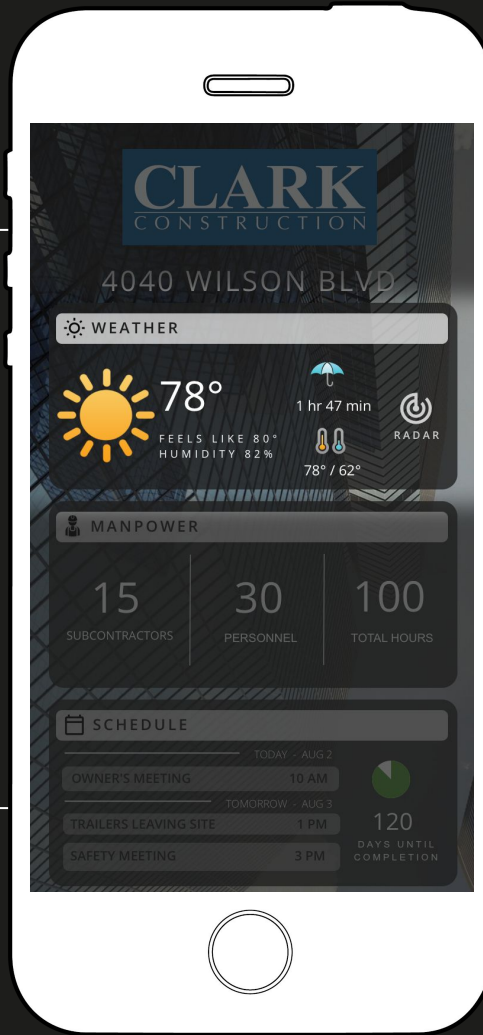 CLARK
CONSTRUCTION
4040 WILSON BLVD
WEATHER
78°
FEELS LIKE 80°
HUMIDITY 82%
1 hr 47 min
78° / 62°
RADAR
MANPOWER
15
SUBCONTRACTORS
30
PERSONNEL
100
TOTAL HOURS
SCHEDULE
TODAY - AUG 2
OWNER'S MEETING 10 AM
TOMORROW - AUG 3
TRAILERS LEAVING SITE 1 PM
SAFETY MEETING 3 PM
120
DAYS UNTIL
COMPLETION